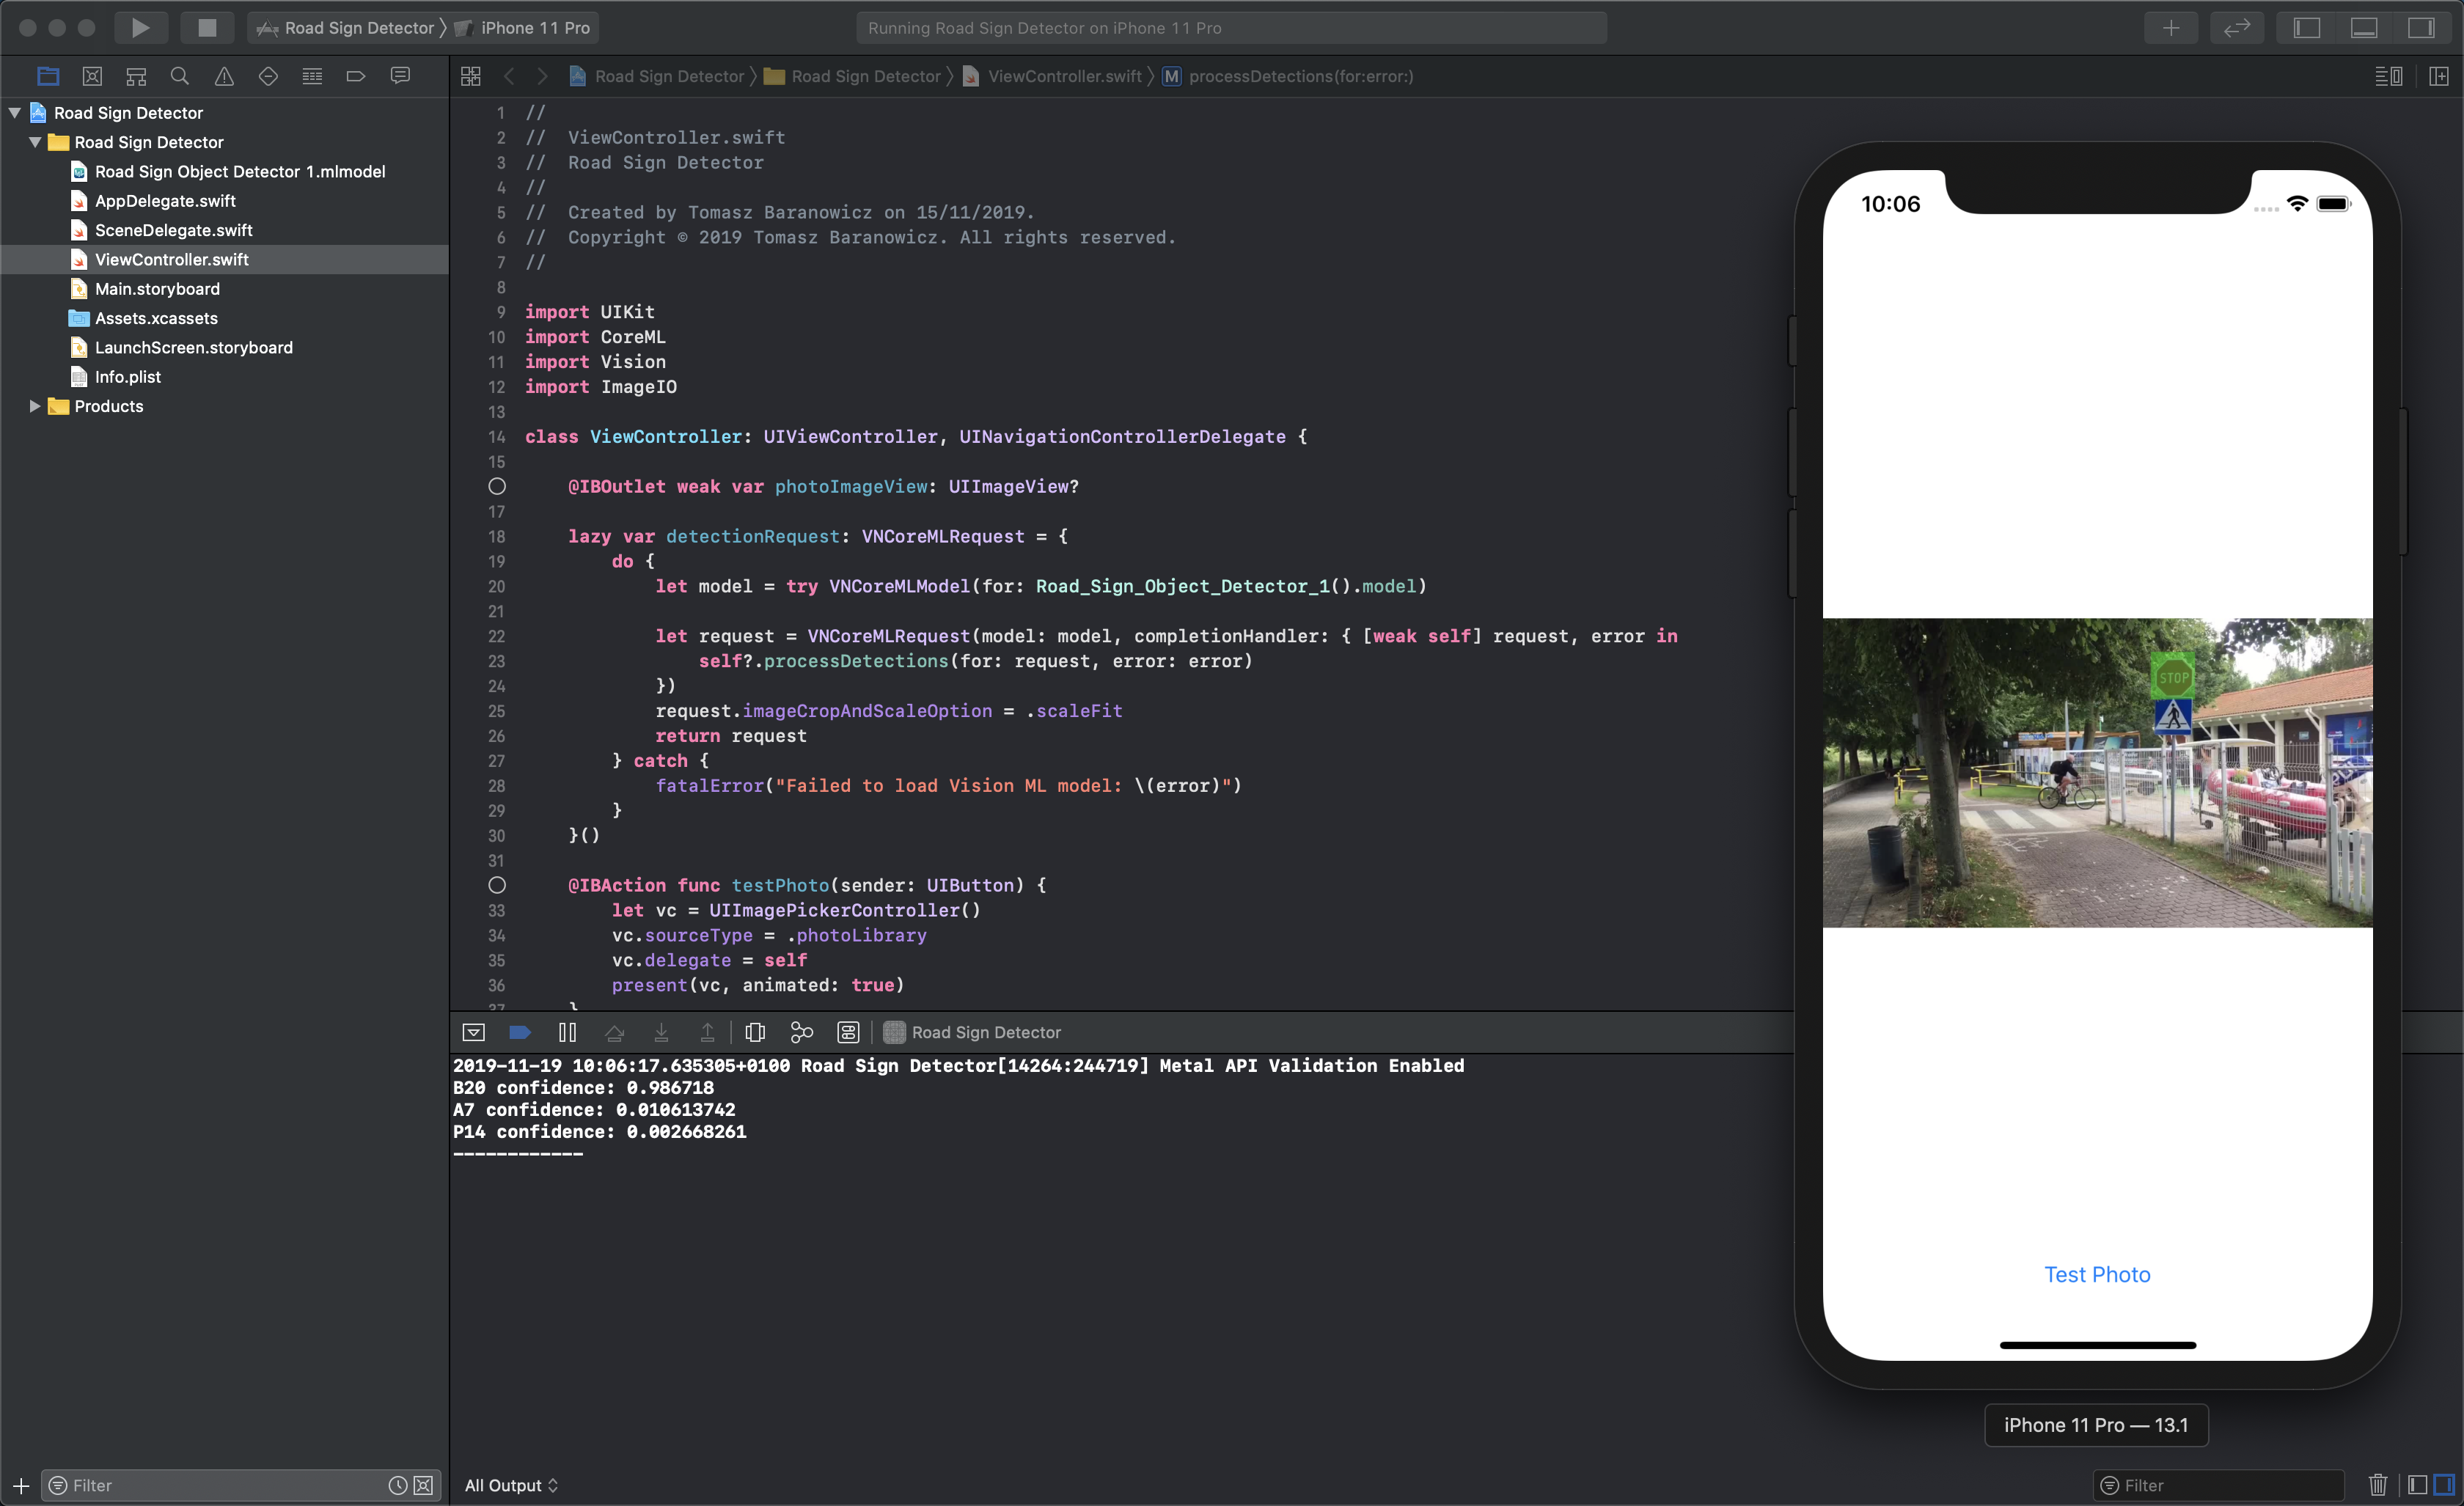 Road Sign Detector
iPhone 11 Pro
Running Road Sign Detector on iPhone 11 Pro
Road Sign Detector
Road Sign Detector
ViewController.swift
M
processDetections(for:error:)
Road Sign Detector
Road Sign Detector
Road Sign Object Detector 1.mlmodel
AppDelegate.swift
SceneDelegate.swift
ViewController.swift
Main.storyboard
Assets.xcassets
LaunchScreen.storyboard
Info.plist
Products
Filter
1 //
2 //  ViewController.swift
3 //  Road Sign Detector
4 //
5 //  Created by Tomasz Baranowicz on 15/11/2019.
6 //  Copyright © 2019 Tomasz Baranowicz. All rights reserved.
7 //
8
9 import UIKit
10 import CoreML
11 import Vision
12 import ImageIO
13
14 class ViewController: UIViewController, UINavigationControllerDelegate {
15
@IBOutlet weak var photoImageView: UIImageView?
17
18 lazy var detectionRequest: VNCoreMLRequest = {
19 do {
20 let model = try VNCoreMLModel(for: Road_Sign_Object_Detector_1().model)
21
22 let request = VNCoreMLRequest(model: model, completionHandler: { [weak self] request, error in
23 self?.processDetections(for: request, error: error)
24 })
25 request.imageCropAndScaleOption = .scaleFit
26 return request
27 } catch {
28 fatalError("Failed to load Vision ML model: \(error)")
29 }
30 }()
31
@IBAction func testPhoto(sender: UIButton) {
33 let vc = UIImagePickerController()
34 vc.sourceType = .photoLibrary
35 vc.delegate = self
36 present(vc, animated: true)
37 }
Road Sign Detector
2019-11-19 10:06:17.635305+0100 Road Sign Detector[14264:244719] Metal API Validation Enabled
B20 confidence: 0.986718
A7 confidence: 0.010613742
P14 confidence: 0.002668261
------------
All Output
Filter
10:06
STOP
Test Photo
iPhone 11 Pro — 13.1